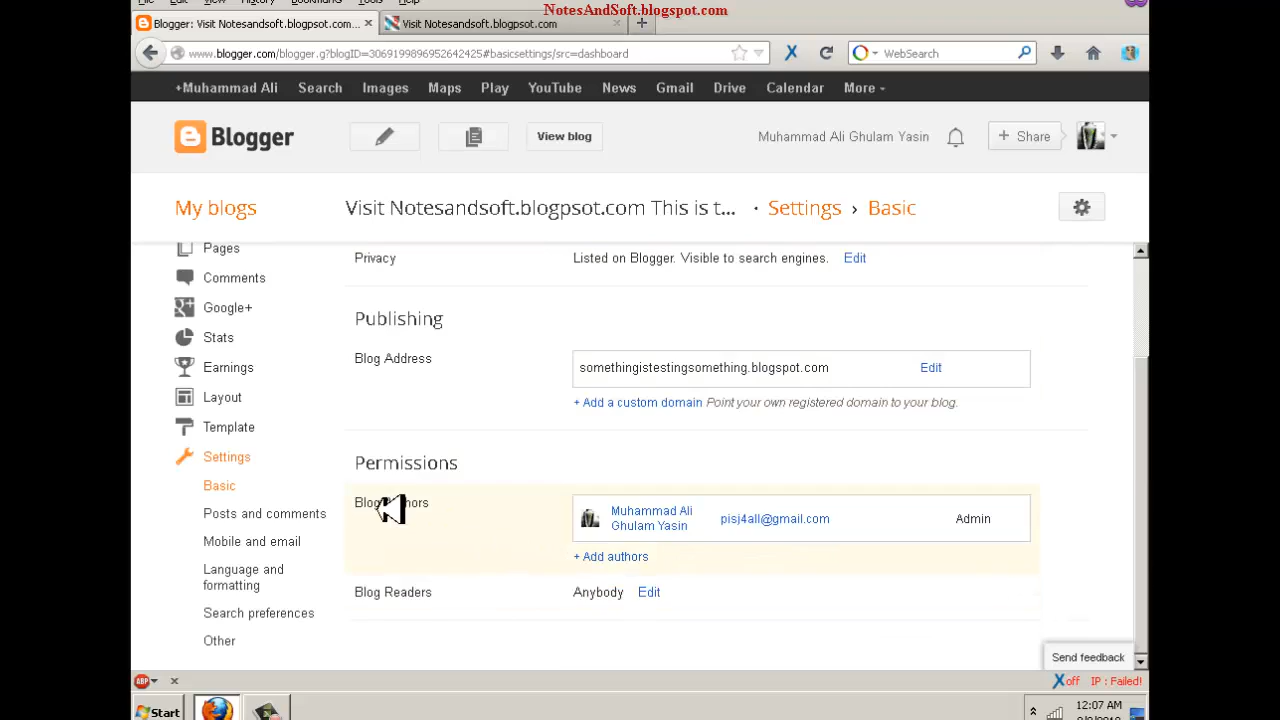 NotesAndSoft.blogspot.com
Blogger: Visit Notesandsoft.blogpsot.com...
Visit Notesandsoft.blogpsot.com
www.blogger.com/blogger.g?blogID=3069199896952642425#basicsettings/src=dashboard
WebSearch
+Muhammad Ali Search Images Maps Play YouTube News Gmail Drive Calendar More
Blogger
View blog
Muhammad Ali Ghulam Yasin
+ Share
My blogs
Visit Notesandsoft.blogpsot.com This is t... · Settings › Basic
Pages
Comments
Google+
Stats
Earnings
Layout
Template
Settings
Basic
Posts and comments
Mobile and email
Language and
formatting
Search preferences
Other
Privacy
Listed on Blogger. Visible to search engines. Edit
Publishing
Blog Address
somethingistestingsomething.blogspot.com Edit
+ Add a custom domain Point your own registered domain to your blog.
Permissions
Blog
Muhammad Ali
Ghulam Yasin
pisj4all@gmail.com
Admin
+ Add authors
Blog Readers
Anybody Edit
Send feedback
ABP
off IP : Failed!
Start
12:07 AM